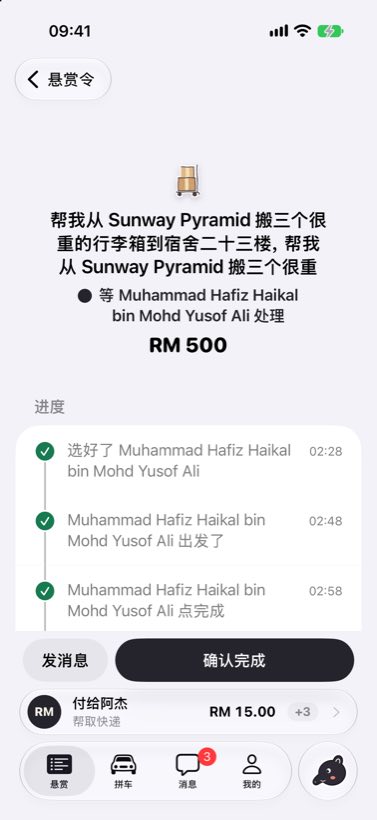 09:41
悬赏令
帮我从 Sunway Pyramid 搬三个很
重的行李箱到宿舍二十三楼，帮我
从 Sunway Pyramid 搬三个很重
等 Muhammad Hafiz Haikal
bin Mohd Yusof Ali 处理
RM 500
进度
选好了 Muhammad Hafiz Haikal
bin Mohd Yusof Ali
02:28
Muhammad Hafiz Haikal bin
Mohd Yusof Ali 出发了
02:48
Muhammad Hafiz Haikal bin
Mohd Yusof Ali 点完成
02:58
发消息
确认完成
RM
付给阿杰
帮取快递
RM 15.00
+3
悬赏
拼车
消息
3
我的